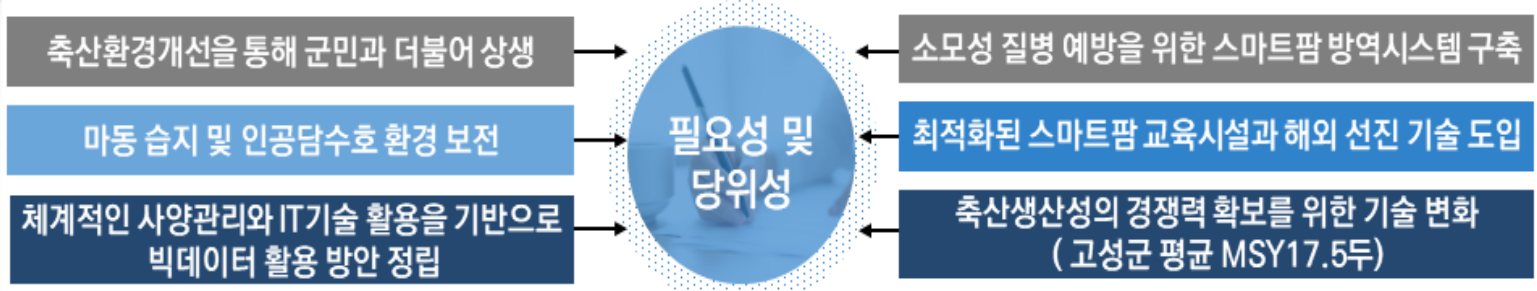 축산환경개선을 통해 군민과 더불어 상생
마동 습지 및 인공담수호 환경 보전
체계적인 사양관리와 IT기술 활용을 기반으로
빅데이터 활용 방안 정립
필요성 및
당위성
소모성 질병 예방을 위한 스마트팜 방역시스템 구축
최적화된 스마트팜 교육시설과 해외 선진 기술 도입
축산생산성의 경쟁력 확보를 위한 기술 변화
( 고성군 평균 MSY17.5두)